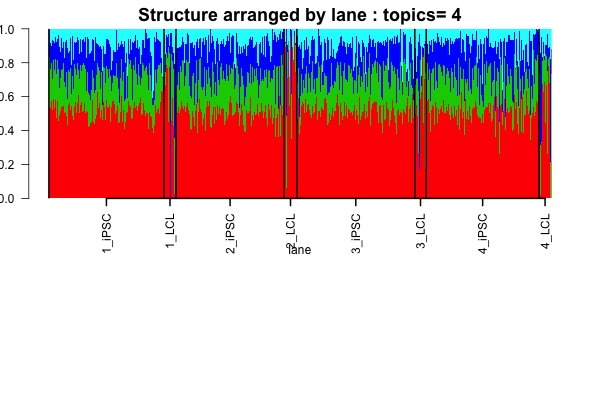 Structure arranged by lane : topics= 4
1.0
0.8
0.6
0.4
0.2
0.0
1_iPSC
1_LCL
2_iPSC
2_LCL
3_iPSC
3_LCL
4_iPSC
4_LCL
lane